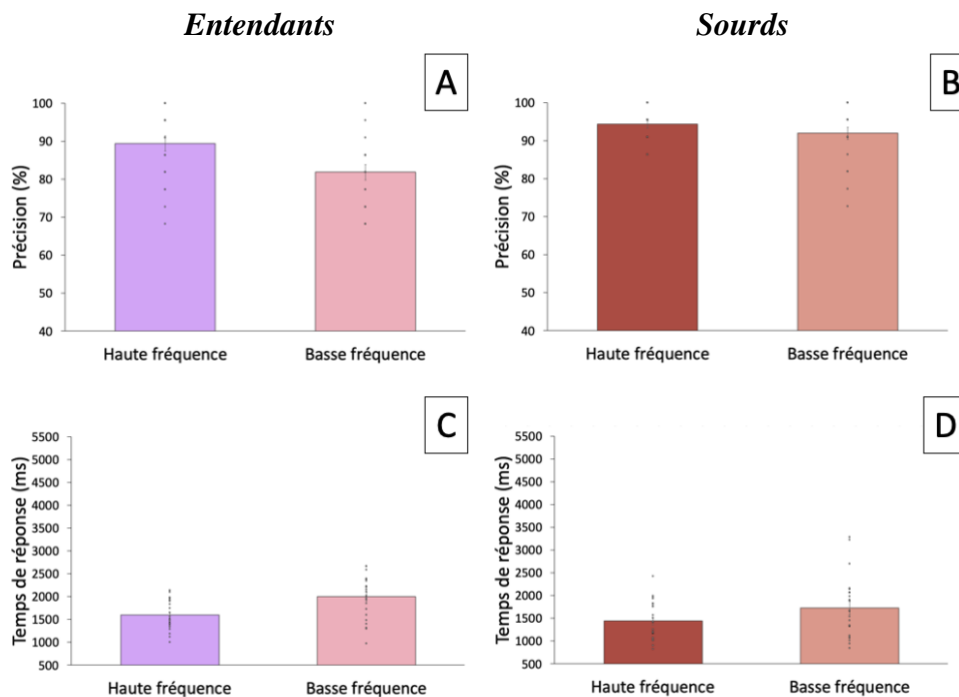 Entendants
Sourds
A
B
Précision (%)
100
90
80
70
60
50
40
Haute fréquence
Basse fréquence
Précision (%)
100
90
80
70
60
50
40
Haute fréquence
Basse fréquence
C
D
Temps de réponse (ms)
5500
5000
4500
4000
3500
3000
2500
2000
1500
1000
500
Haute fréquence
Basse fréquence
Temps de réponse (ms)
5500
5000
4500
4000
3500
3000
2500
2000
1500
1000
500
Haute fréquence
Basse fréquence